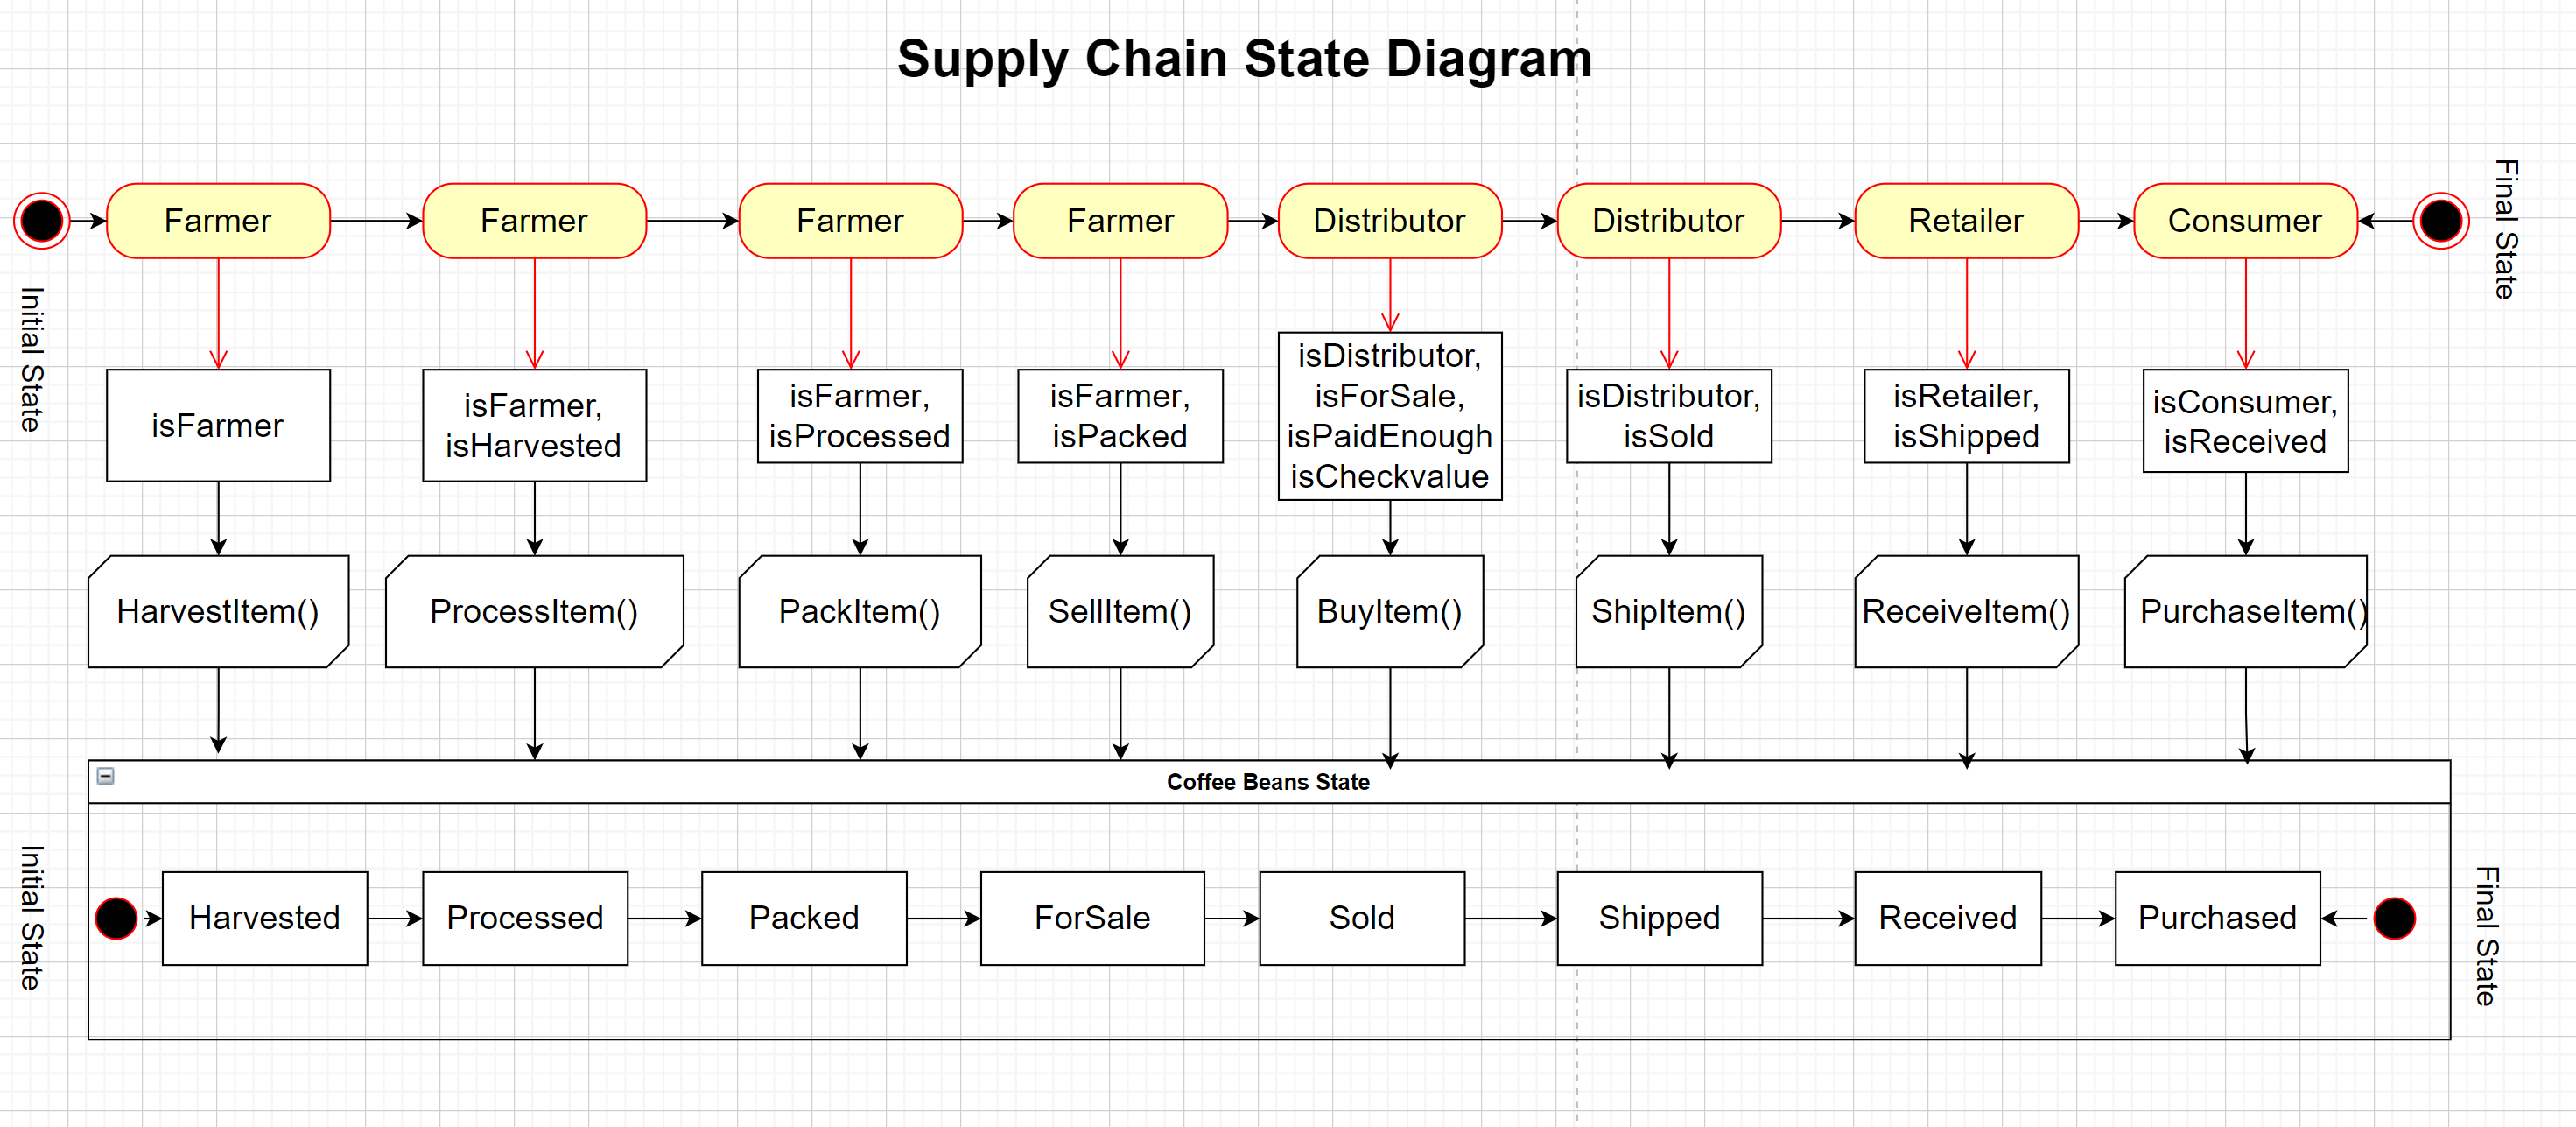 Supply Chain State Diagram
Initial State
Final State
Farmer
Farmer
Farmer
Farmer
Distributor
Distributor
Retailer
Consumer
isFarmer
isFarmer,
isHarvested
isFarmer,
isProcessed
isFarmer,
isPacked
isDistributor,
isForSale,
isPaidEnough
isCheckvalue
isDistributor,
isSold
isRetailer,
isShipped
isConsumer,
isReceived
HarvestItem()
ProcessItem()
PackItem()
SellItem()
BuyItem()
ShipItem()
ReceiveItem()
PurchaseItem()
Coffee Beans State
Initial State
Harvested
Processed
Packed
ForSale
Sold
Shipped
Received
Purchased
Final State